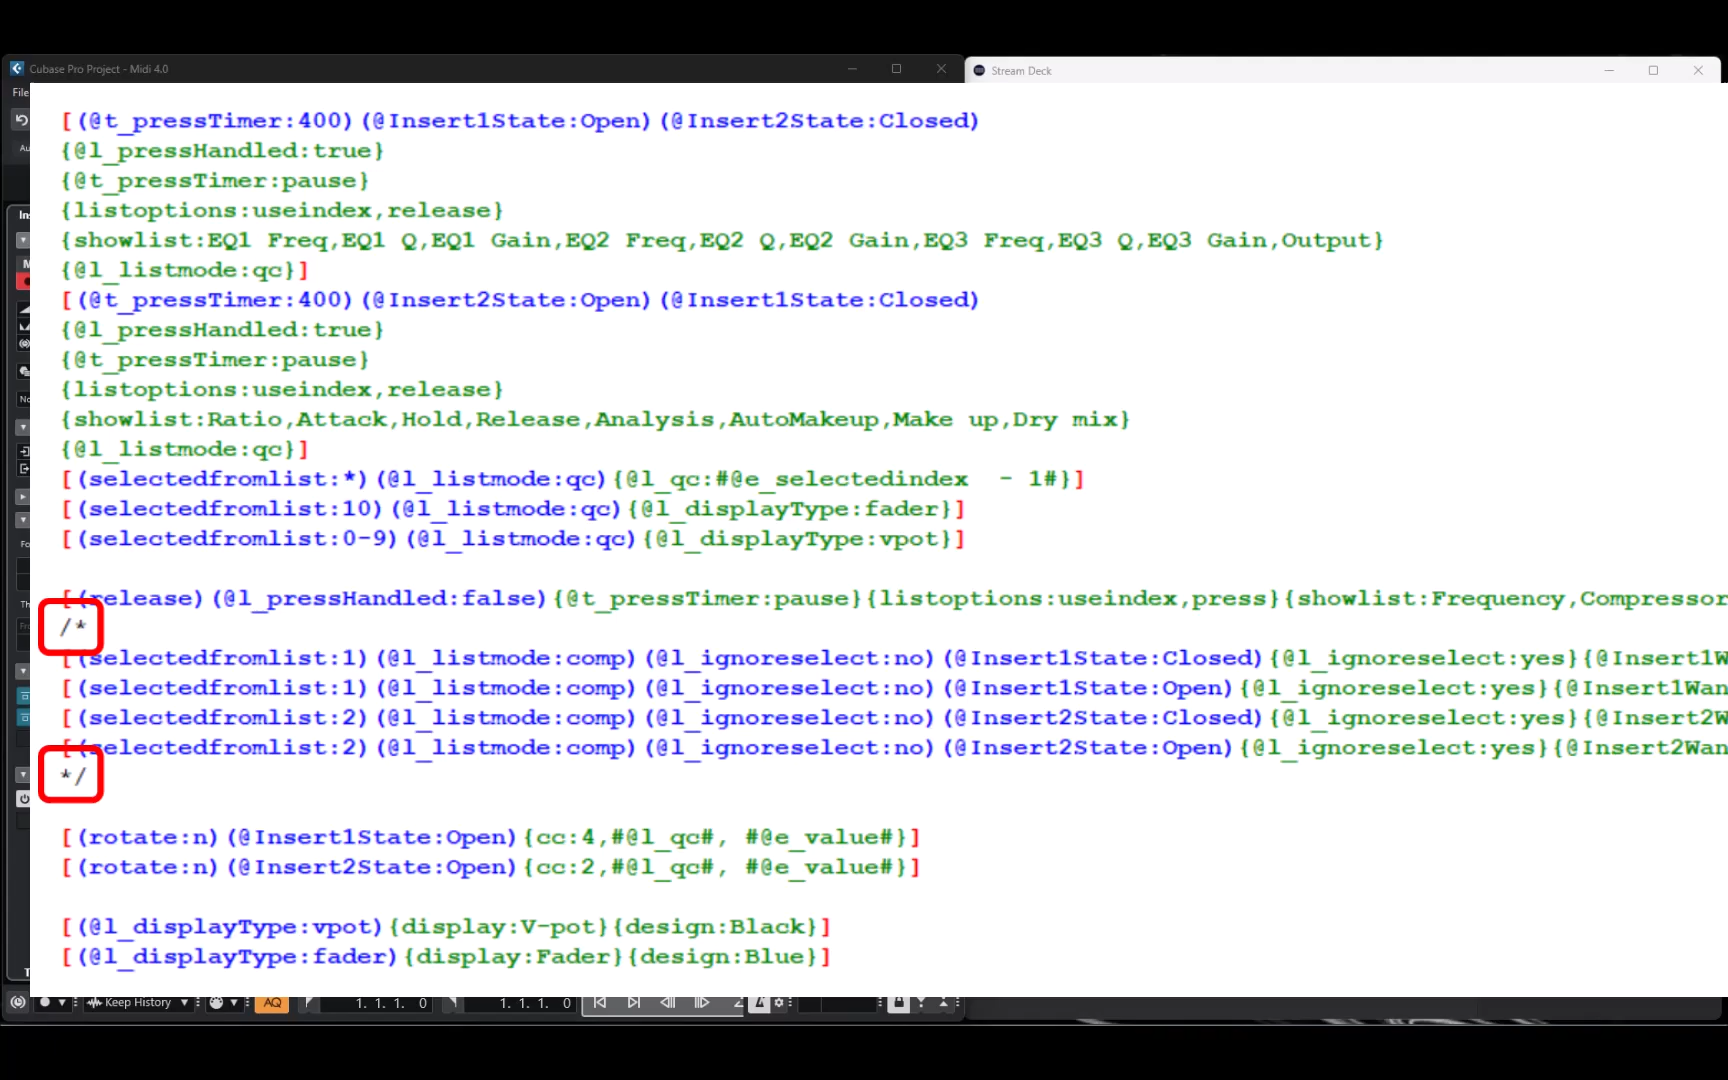 Cubase Pro Project - Midi 4.0
Stream Deck
File
[(@t_pressTimer:400)(@Insert1State:Open)(@Insert2State:Closed)
{@l_pressHandled:true}
{@t_pressTimer:pause}
{listoptions:useindex,release}
{showlist:EQ1 Freq,EQ1 Q,EQ1 Gain,EQ2 Freq,EQ2 Q,EQ2 Gain,EQ3 Freq,EQ3 Q,EQ3 Gain,Output}
{@l_listmode:qc}]
[(@t_pressTimer:400)(@Insert2State:Open)(@Insert1State:Closed)
{@l_pressHandled:true}
{@t_pressTimer:pause}
{listoptions:useindex,release}
{showlist:Ratio,Attack,Hold,Release,Analysis,AutoMakeup,Make up,Dry mix}
{@l_listmode:qc}]
[(selectedfromlist:*)(@l_listmode:qc){@l_qc:#@e_selectedindex  - 1#}]
[(selectedfromlist:10)(@l_listmode:qc){@l_displayType:fader}]
[(selectedfromlist:0-9)(@l_listmode:qc){@l_displayType:vpot}]
[(release)(@l_pressHandled:false){@t_pressTimer:pause}{listoptions:useindex,press}{showlist:Frequency,Compressor
/*
[(selectedfromlist:1)(@l_listmode:comp)(@l_ignoreselect:no)(@Insert1State:Closed){@l_ignoreselect:yes}{@Insert1W
[(selectedfromlist:1)(@l_listmode:comp)(@l_ignoreselect:no)(@Insert1State:Open){@l_ignoreselect:yes}{@Insert1Wan
[(selectedfromlist:2)(@l_listmode:comp)(@l_ignoreselect:no)(@Insert2State:Closed){@l_ignoreselect:yes}{@Insert2W
[(selectedfromlist:2)(@l_listmode:comp)(@l_ignoreselect:no)(@Insert2State:Open){@l_ignoreselect:yes}{@Insert2Wan
*/
[(rotate:n)(@Insert1State:Open){cc:4,#@l_qc#, #@e_value#}]
[(rotate:n)(@Insert2State:Open){cc:2,#@l_qc#, #@e_value#}]
[(@l_displayType:vpot){display:V-pot}{design:Black}]
[(@l_displayType:fader){display:Fader}{design:Blue}]
Keep History AQ 1. 1. 1. 0 1. 1. 1. 0